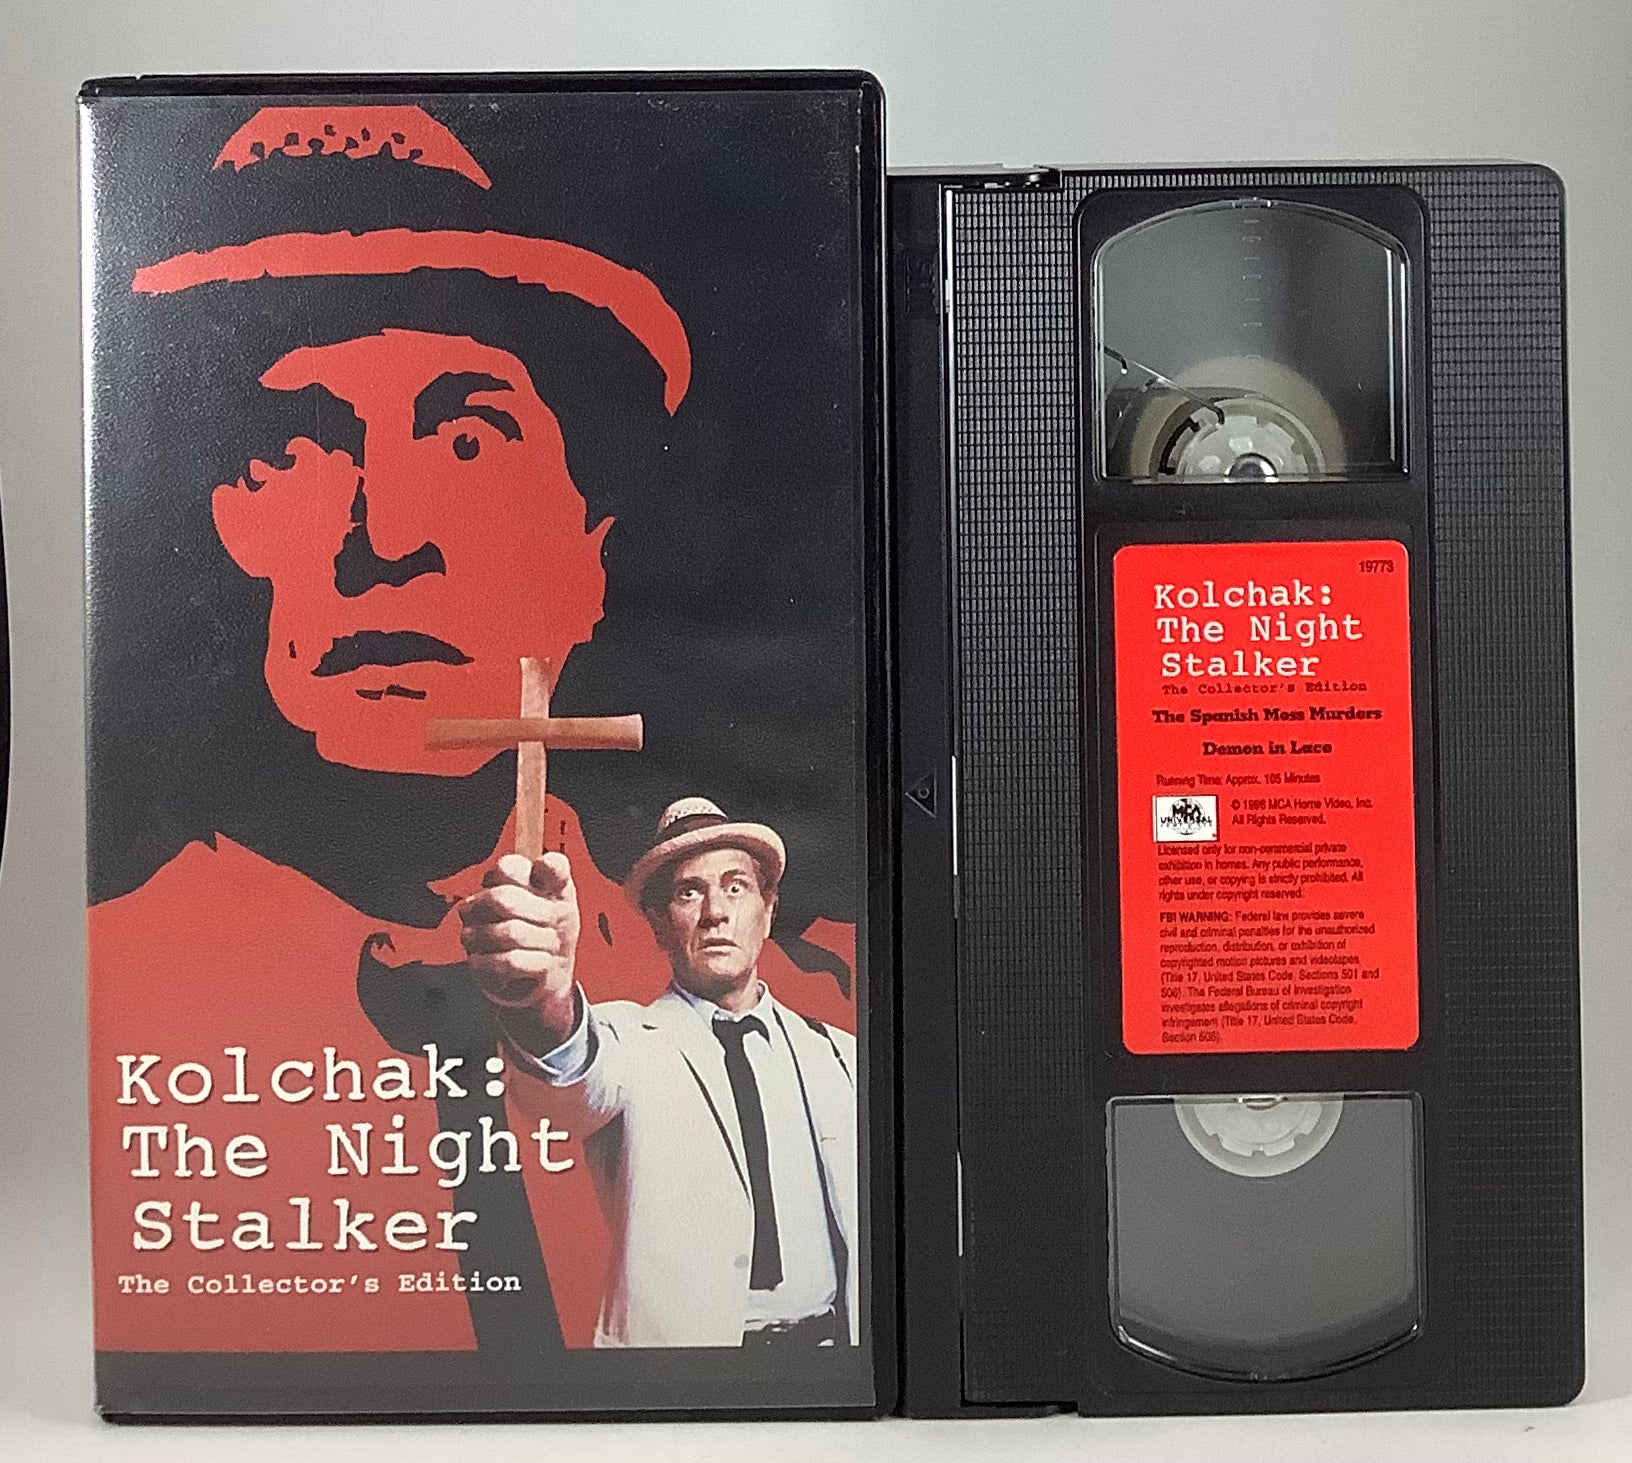 Kolchak:
The Night
Stalker
The Collector's Edition
19773
Kolchak:
The Night
Stalker
The Collector's Edition
The Spanish Moss Murders
Demon in Lace
Running Time: Approx. 105 Minutes
MCA
UNIVERSAL
© 1998 MCA Home Video, Inc.
All Rights Reserved.
Licensed only for non-commercial private
exhibition in homes. Any public performance,
other use, or copying is strictly prohibited. All
rights under copyright reserved.
FBI WARNING: Federal law provides severe
civil and criminal penalties for the unauthorized
reproduction, distribution, or exhibition of
copyrighted motion pictures and videotapes
(Title 17, United States Code, Sections 501 and
506). The Federal Bureau of Investigation
investigates allegations of criminal copyright
infringement (Title 17, United States Code,
Section 506).